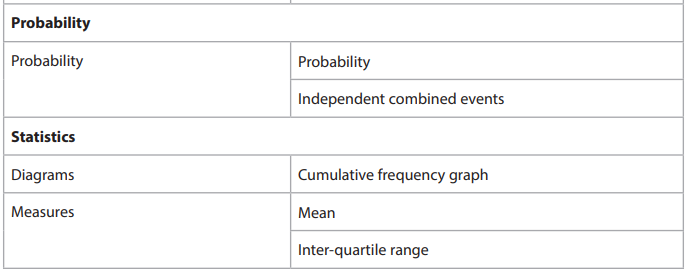 Probability
Probability
Probability
Independent combined events
Statistics
Diagrams
Cumulative frequency graph
Measures
Mean
Inter-quartile range